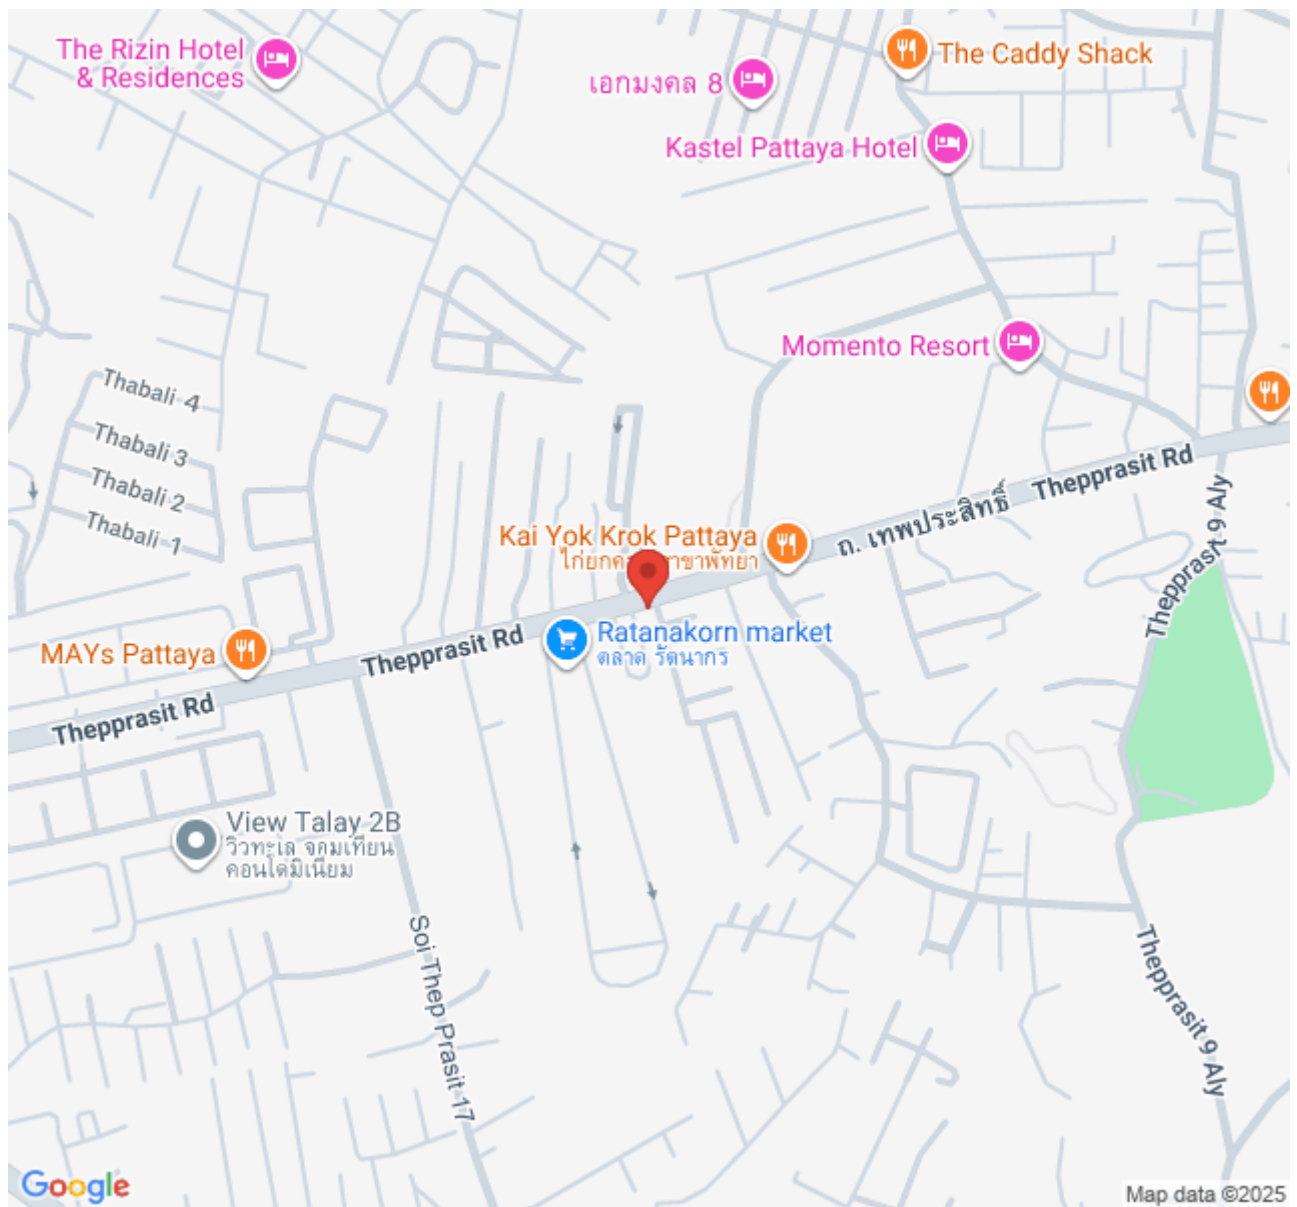 The Rizin Hotel
& Residences
เอกมงคล 8
The Caddy Shack
Kastel Pattaya Hotel
Momento Resort
Thabali 4
Thabali 3
Thabali 2
Thabali 1
Thepprasit Rd
ถ. เทพประสิทธิ์
Thepprasit 9 Aly
Kai Yok Krok Pattaya
Ratanakorn market
ตลาด รัตนากร
Thepprasit Rd
MAYs Pattaya
Thepprasit Rd
View Talay 2B
วิวทะเล จอมเทียน
คอนโดมิเนียม
Soi Thep Prasit 17
Thepprasit 9 Aly
Google
Map data ©2025